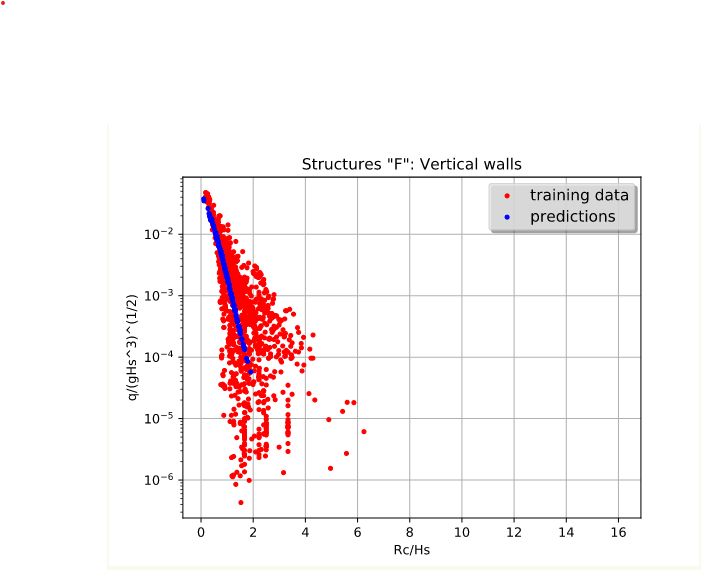 Structures "F": Vertical walls
training data
predictions
q/(gHs^3)^(1/2)
10^-2
10^-3
10^-4
10^-5
10^-6
0 2 4 6 8 10 12 14 16
Rc/Hs